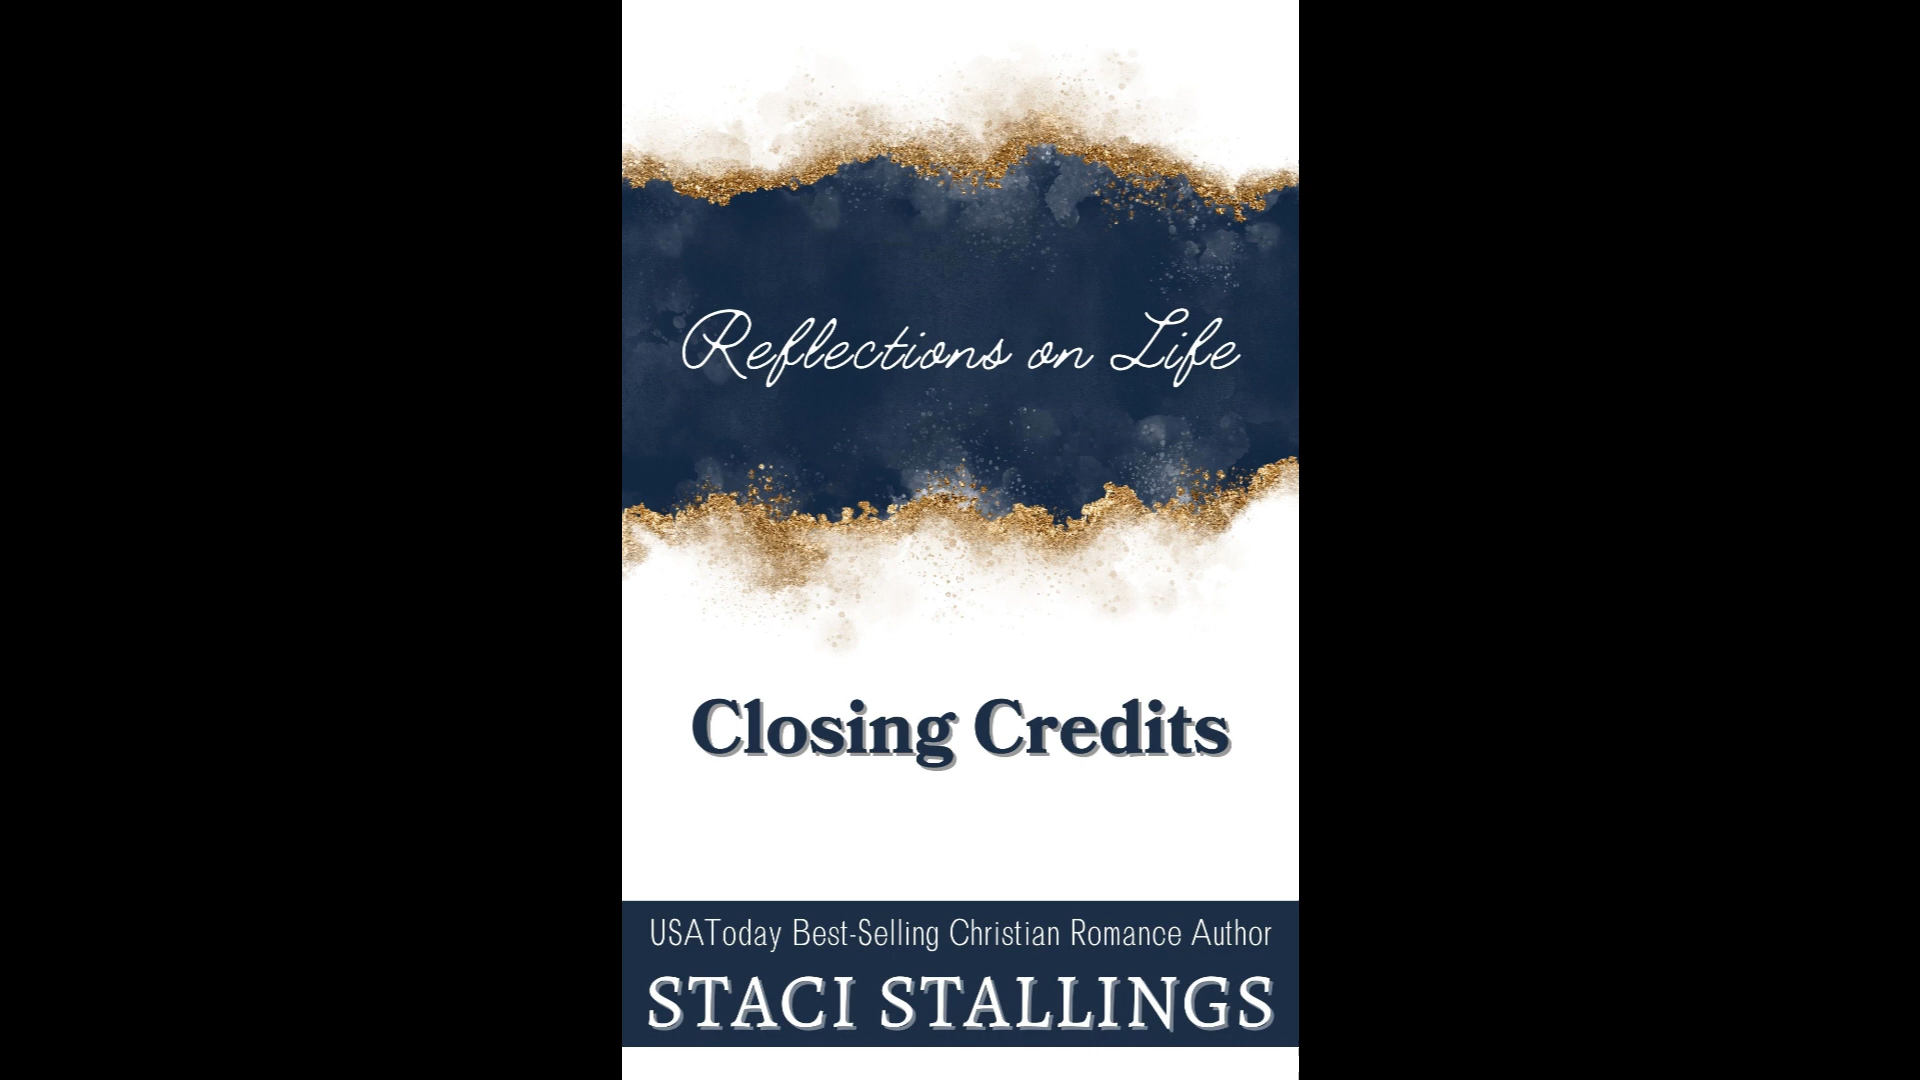 Reflections on Life
Closing Credits
USAToday Best-Selling Christian Romance Author
STACI STALLINGS